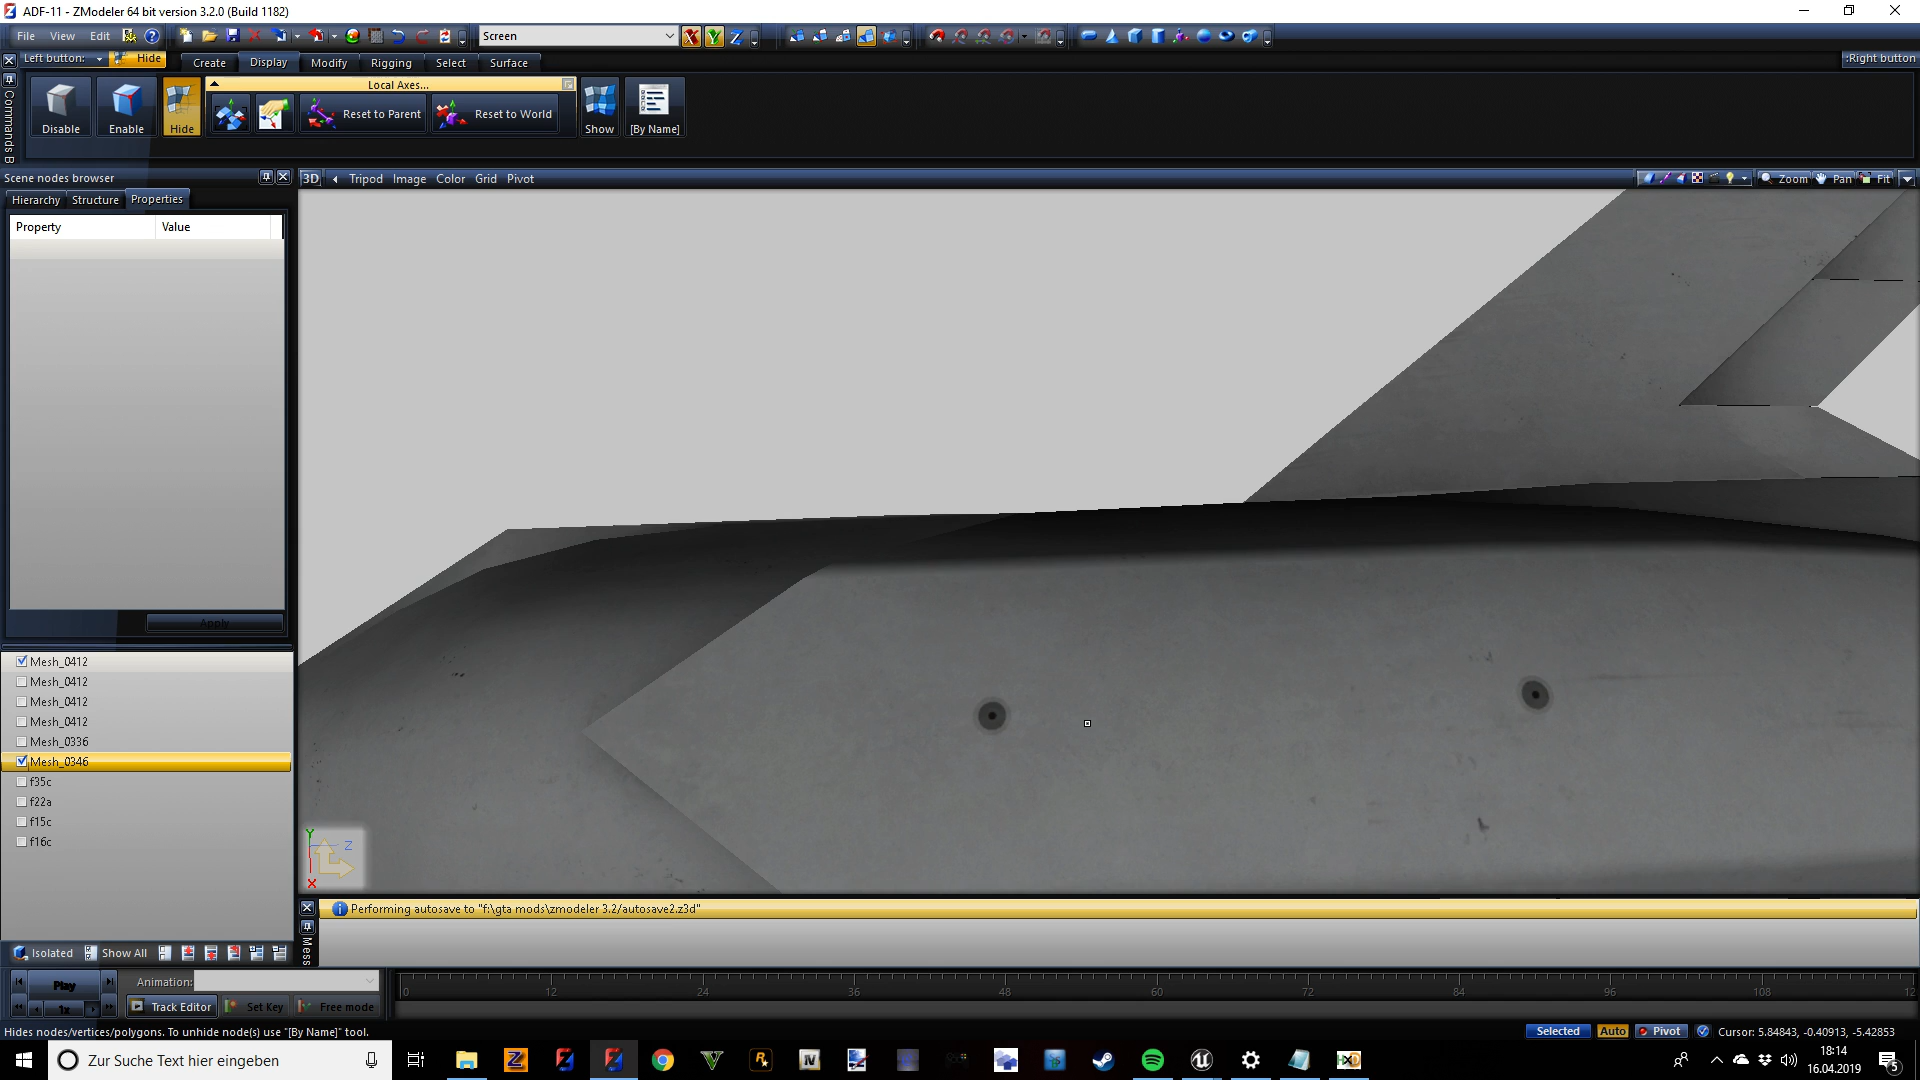 ADF-11 - ZModeler 64 bit version 3.2.0 (Build 1182)
File View Edit Screen X Y Z
Left button: Hide Create Display Modify Rigging Select Surface :Right button
Local Axes...
Disable Enable Hide Reset to Parent Reset to World Show [By Name]
Commands B
Scene nodes browser
3D Tripod Image Color Grid Pivot Zoom Pan Fit
Hierarchy Structure Properties
Property Value
Apply
Mesh_0412
Mesh_0412
Mesh_0412
Mesh_0412
Mesh_0336
Mesh_0346
f35c
f22a
f15c
f16c
Y
Z
X
Performing autosave to "f:\gta mods\zmodeler 3.2/autosave2.z3d"
Mess
Isolated Show All
Play Animation:
1x Track Editor Set Key Free mode
0 12 24 36 48 60 72 84 96 108 12
Hides nodes/vertices/polygons. To unhide node(s) use "[By Name]" tool.
Selected Auto Pivot Cursor: 5.84843, -0.40913, -5.42853
Zur Suche Text hier eingeben
18:14
16.04.2019
5